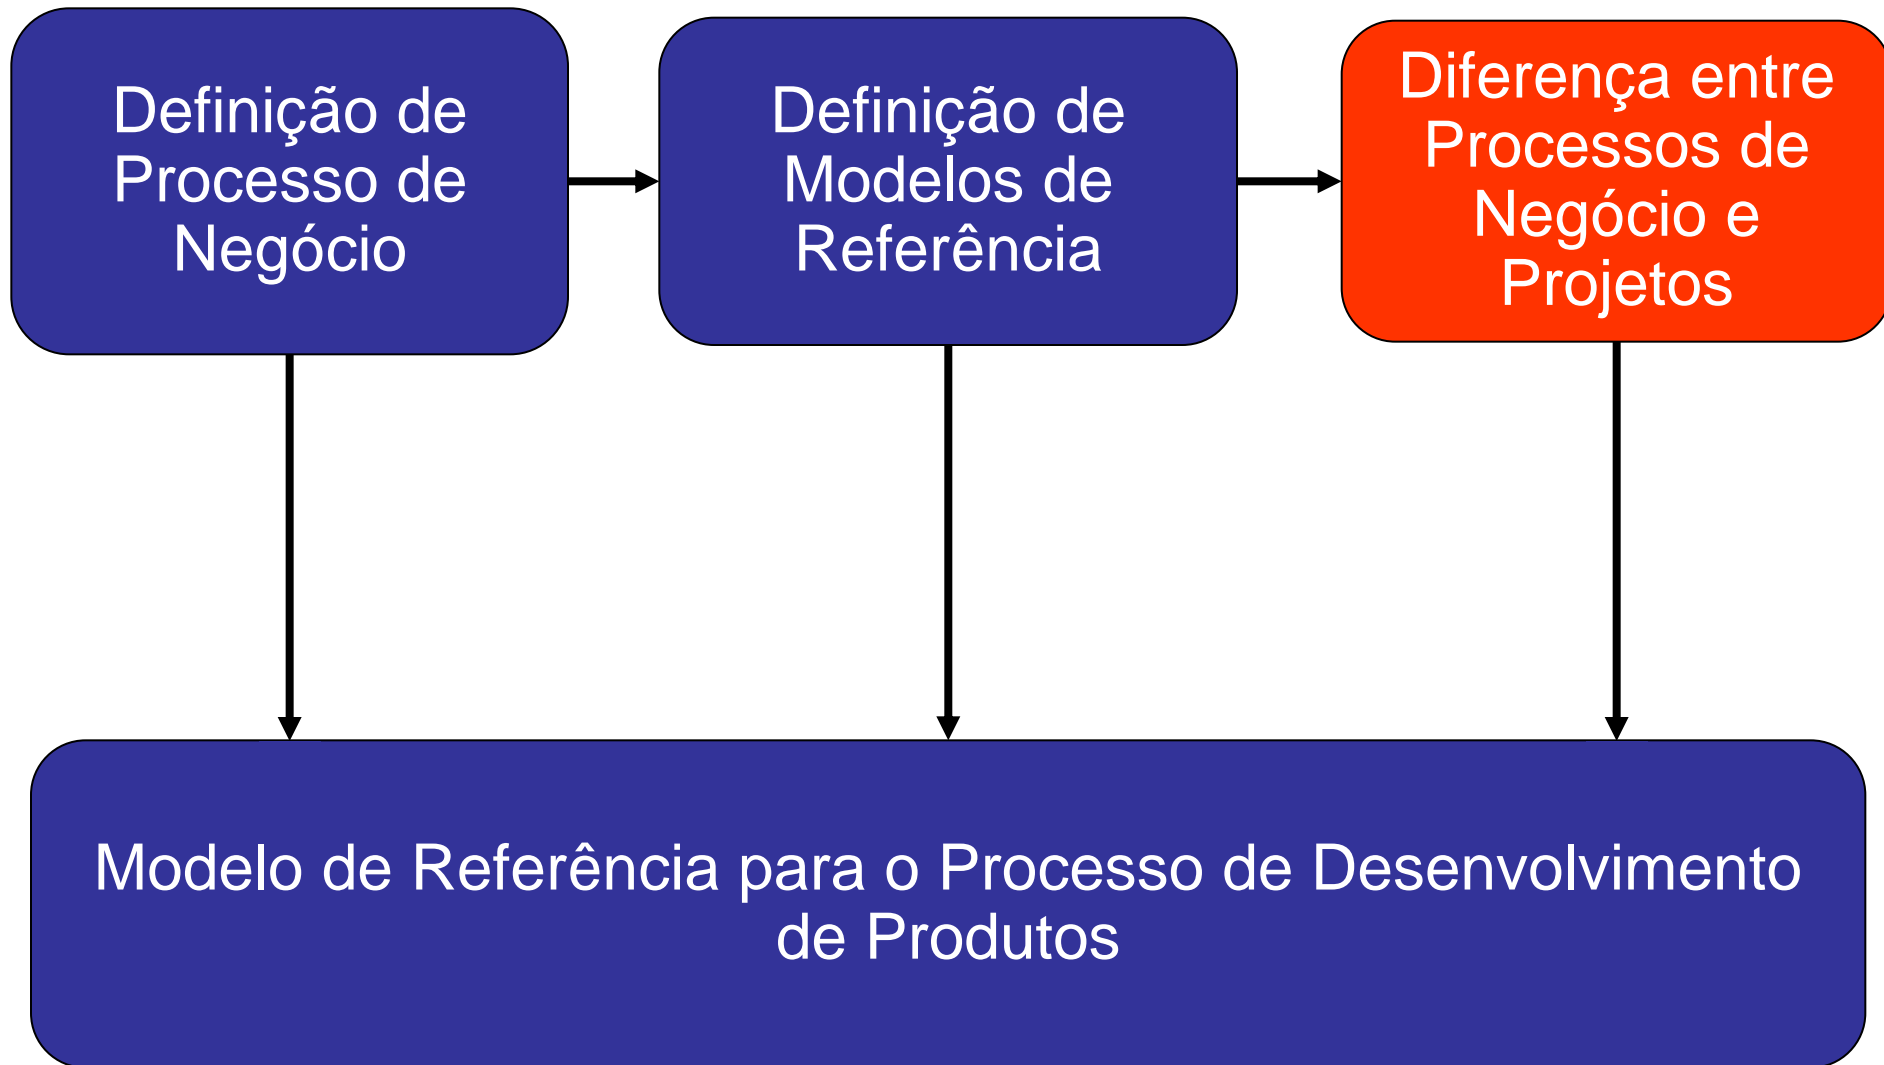 Definição de
Processo de
Negócio
Definição de
Modelos de
Referência
Diferença entre
Processos de
Negócio e
Projetos
Modelo de Referência para o Processo de Desenvolvimento
de Produtos